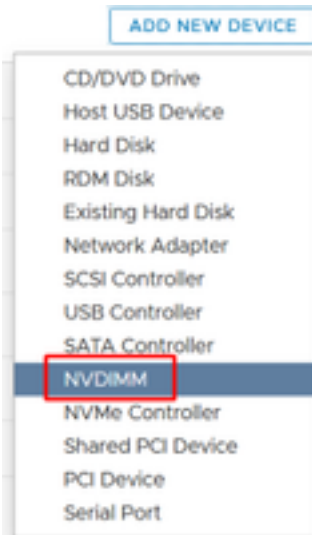 ADD NEW DEVICE
CD/DVD Drive
Host USB Device
Hard Disk
RDM Disk
Existing Hard Disk
Network Adapter
SCSI Controller
USB Controller
SATA Controller
NVDIMM
NVMe Controller
Shared PCI Device
PCI Device
Serial Port